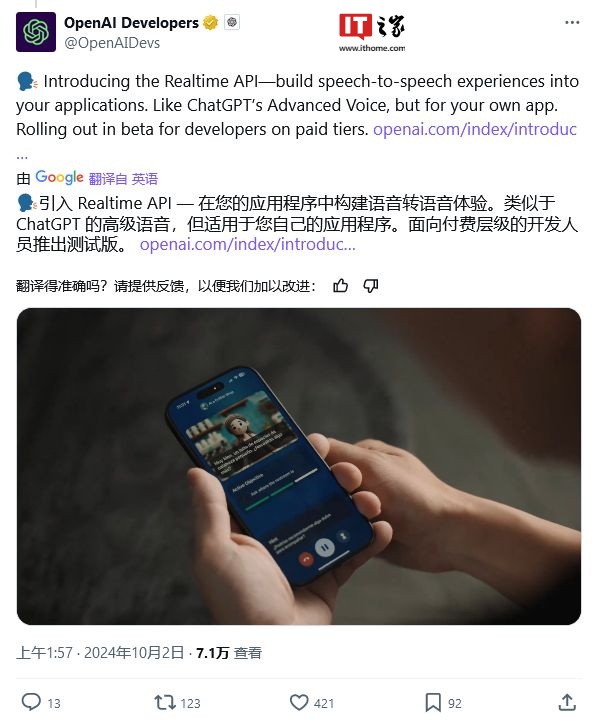 OpenAI Developers
@OpenAIDevs
IT之家
www.ithome.com
🗣️ Introducing the Realtime API—build speech-to-speech experiences into
your applications. Like ChatGPT’s Advanced Voice, but for your own app.
Rolling out in beta for developers on paid tiers. openai.com/index/introduc
…
由 Google 翻译自 英语
🗣️引入 Realtime API — 在您的应用程序中构建语音转语音体验。类似于
ChatGPT 的高级语音，但适用于您自己的应用程序。面向付费层级的开发人
员推出测试版。 openai.com/index/introduc...
翻译得准确吗？请提供反馈，以便我们加以改进：
Active Objective
Hint
上午1:57 · 2024年10月2日 · 7.1万 查看
13
123
421
92